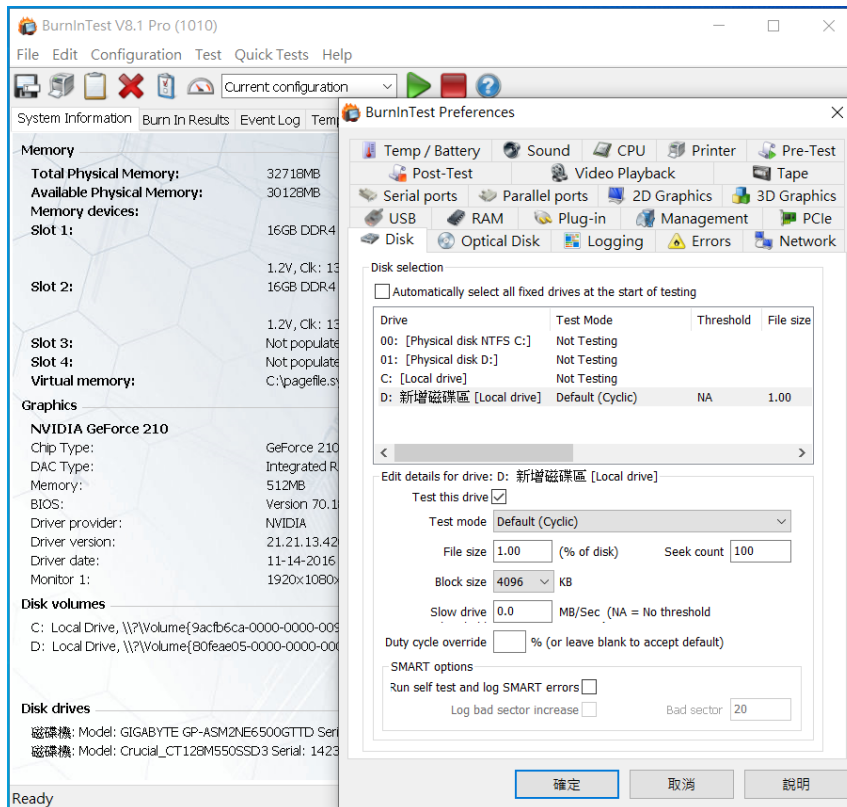 BurnInTest V8.1 Pro (1010)
File Edit Configuration Test Quick Tests Help
Current configuration
System Information Burn In Results Event Log Temp
Memory
Total Physical Memory: 32718MB
Available Physical Memory: 30128MB
Memory devices:
Slot 1: 16GB DDR4
1.2V, Clk: 13
Slot 2: 16GB DDR4
1.2V, Clk: 13
Slot 3: Not populate
Slot 4: Not populate
Virtual memory: C:\pagefile.sy
Graphics
NVIDIA GeForce 210
Chip Type: GeForce 210
DAC Type: Integrated R
Memory: 512MB
BIOS: Version 70.18
Driver provider: NVIDIA
Driver version: 21.21.13.42
Driver date: 11-14-2016
Monitor 1: 1920x1080x
Disk volumes
C: Local Drive, \\?\Volume{9acfb6ca-0000-0000-009
D: Local Drive, \\?\Volume{80feae05-0000-0000-000
Disk drives
磁碟機: Model: GIGABYTE GP-ASM2NE6500GTTD Seri
磁碟機: Model: Crucial_CT128M550SSD3 Serial: 1423
Ready
BurnInTest Preferences
Temp / Battery Sound CPU Printer Pre-Test
Post-Test Video Playback Tape
Serial ports Parallel ports 2D Graphics 3D Graphics
USB RAM Plug-in Management PCIe
Disk Optical Disk Logging Errors Network
Disk selection
Automatically select all fixed drives at the start of testing
Drive Test Mode Threshold File size
00: [Physical disk NTFS C:] Not Testing
01: [Physical disk D:] Not Testing
C: [Local drive] Not Testing
D: 新增磁碟區 [Local drive] Default (Cyclic) NA 1.00
Edit details for drive: D: 新增磁碟區 [Local drive]
Test this drive
Test mode Default (Cyclic)
File size 1.00 (% of disk) Seek count 100
Block size 4096 KB
Slow drive 0.0 MB/Sec (NA = No threshold
Duty cycle override % (or leave blank to accept default)
SMART options
Run self test and log SMART errors
Log bad sector increase Bad sector 20
確定 取消 說明